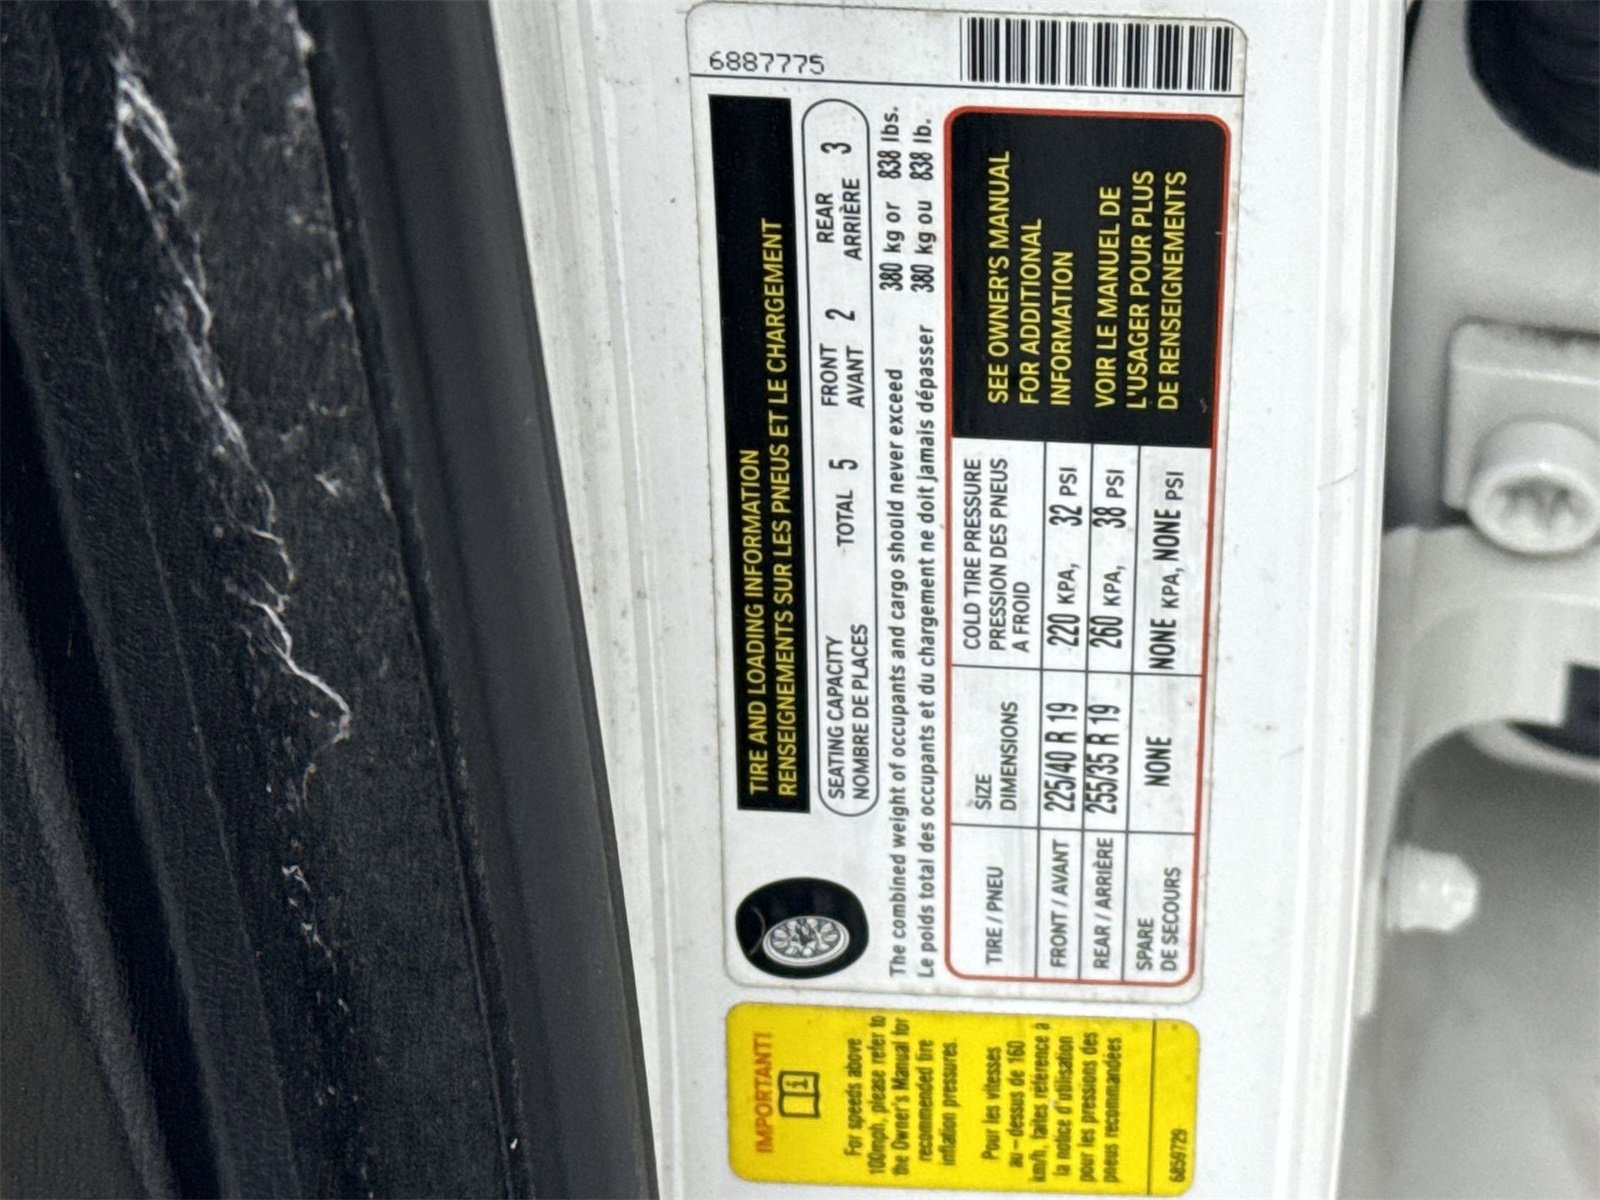 6887775
TIRE AND LOADING INFORMATION
RENSEIGNEMENTS SUR LES PNEUS ET LE CHARGEMENT
SEATING CAPACITY TOTAL 5 FRONT 2 REAR 3
NOMBRE DE PLACES AVANT ARRIÈRE
The combined weight of occupants and cargo should never exceed 380 kg or 838 lbs.
Le poids total des occupants et du chargement ne doit jamais dépasser 380 kg ou 838 lb.
TIRE / PNEU SIZE DIMENSIONS COLD TIRE PRESSURE PRESSION DES PNEUS A FROID
FRONT / AVANT 225/40 R 19 220 KPA, 32 PSI
REAR / ARRIÈRE 255/35 R 19 260 KPA, 38 PSI
SPARE DE SECOURS NONE NONE KPA, NONE PSI
SEE OWNER'S MANUAL
FOR ADDITIONAL
INFORMATION
VOIR LE MANUEL DE
L'USAGER POUR PLUS
DE RENSEIGNEMENTS
IMPORTANT!
For speeds above
100mph, please refer to
the Owner's Manual for
recommended tire
inflation pressures.
Pour les vitesses
au-dessus de 160
km/h, faites référence à
la notice d'utilisation
pour les pressions des
pneus recommandées
6859729